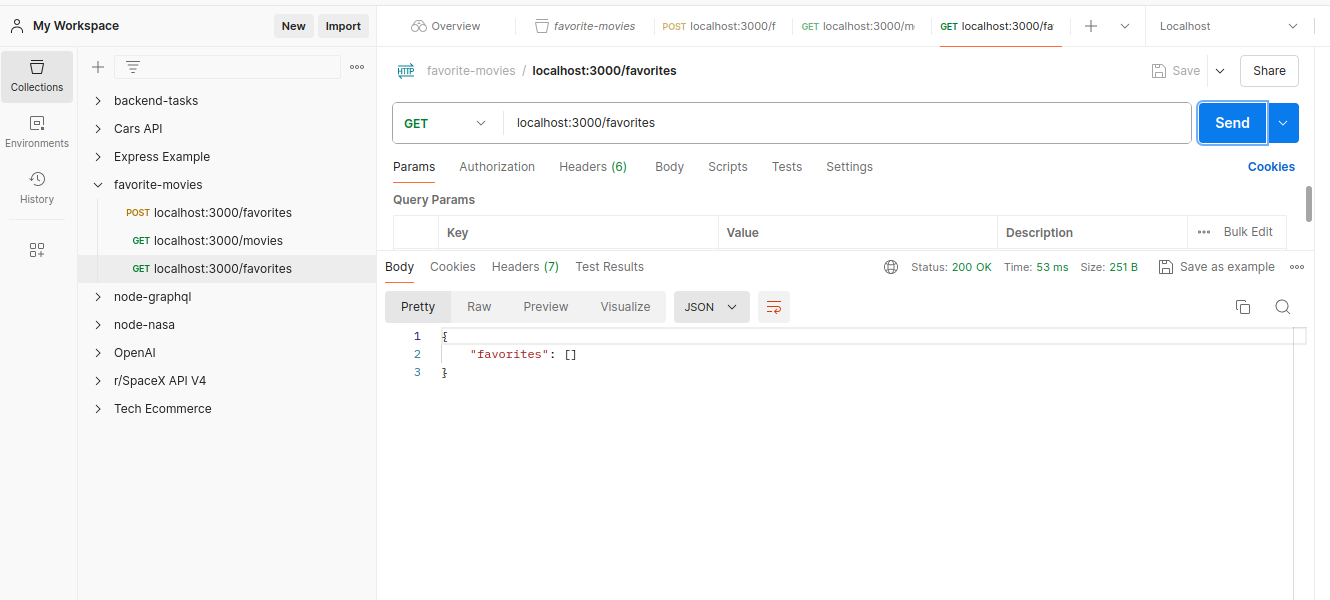 My Workspace
New
Import
Overview
favorite-movies
POST localhost:3000/f
GET localhost:3000/m
GET localhost:3000/fa
Localhost
Collections
Environments
History
backend-tasks
Cars API
Express Example
favorite-movies
POST localhost:3000/favorites
GET localhost:3000/movies
GET localhost:3000/favorites
node-graphql
node-nasa
OpenAI
r/SpaceX API V4
Tech Ecommerce
HTTP
favorite-movies / localhost:3000/favorites
Save
Share
GET
localhost:3000/favorites
Send
Params
Authorization
Headers (6)
Body
Scripts
Tests
Settings
Cookies
Query Params
Key
Value
Description
Bulk Edit
Body
Cookies
Headers (7)
Test Results
Status: 200 OK
Time: 53 ms
Size: 251 B
Save as example
Pretty
Raw
Preview
Visualize
JSON
1 {
2 "favorites": []
3 }